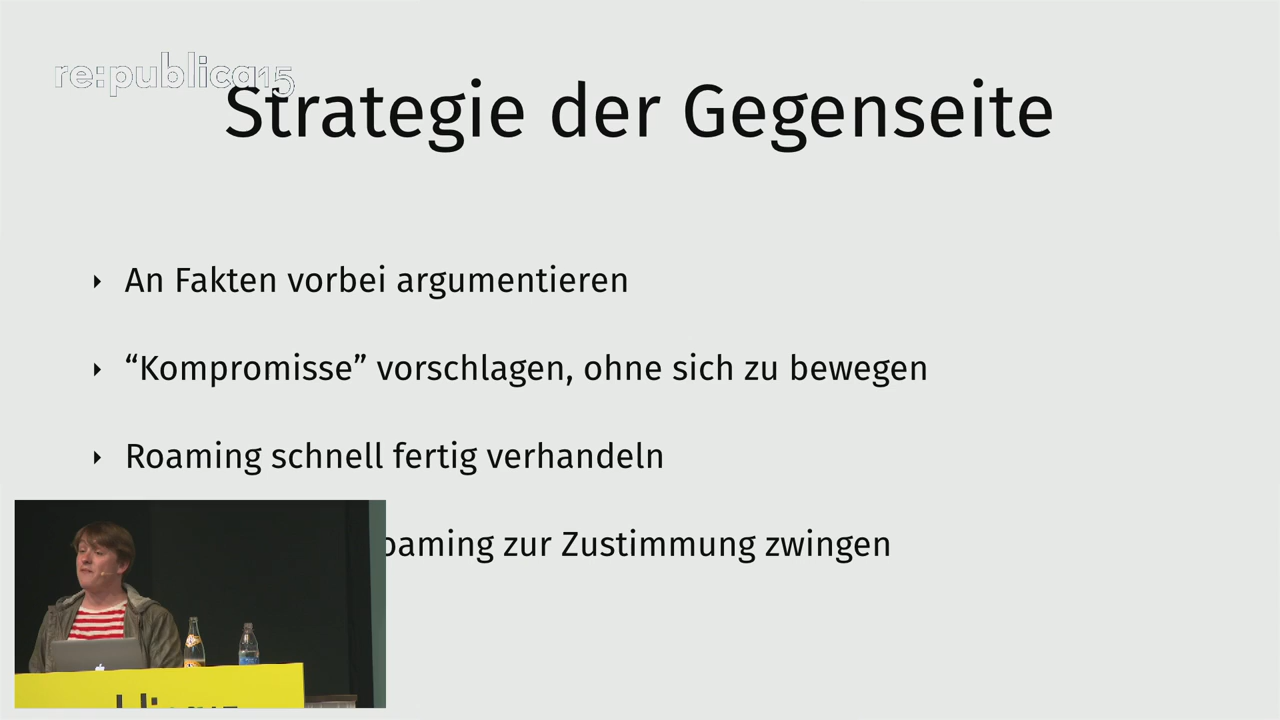 re:publica15
Strategie der Gegenseite
‣ An Fakten vorbei argumentieren
‣ “Kompromisse” vorschlagen, ohne sich zu bewegen
‣ Roaming schnell fertig verhandeln
oaming zur Zustimmung zwingen